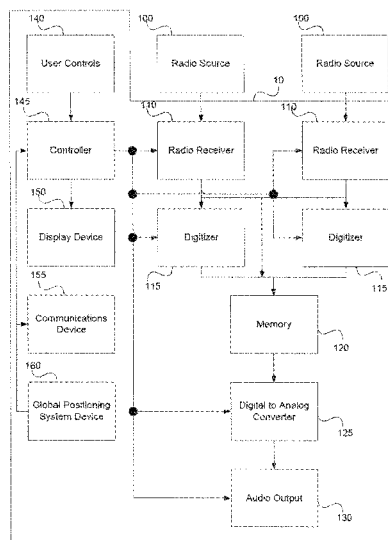 140
100
100
User Controls
Radio Source
Radio Source
10
145
110
110
Controller
Radio Receiver
Radio Receiver
150
Display Device
Digitizer
Digitizer
155
115
115
Communications
Device
Memory
120
160
Global Positioning
System Device
Digital to Analog
Converter
125
Audio Output
130